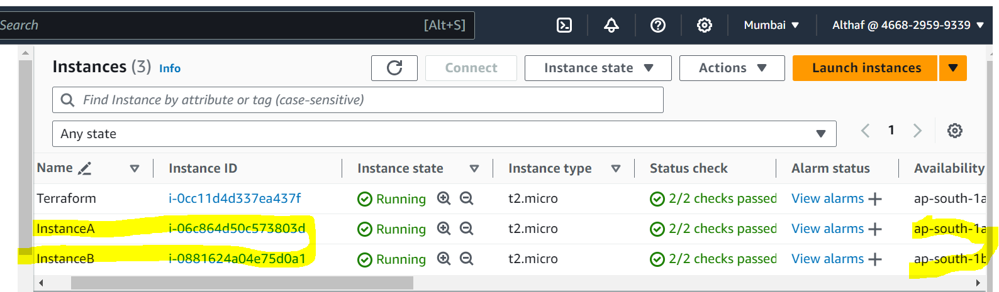 Search [Alt+S] Mumbai Althaf @ 4668-2959-9339
Instances (3) Info Connect Instance state Actions Launch instances
Find Instance by attribute or tag (case-sensitive)
Any state 1
Name Instance ID Instance state Instance type Status check Alarm status Availability
Terraform i-0cc11d4d337ea437f Running t2.micro 2/2 checks passed View alarms ap-south-1a
InstanceA i-06c864d50c573803d Running t2.micro 2/2 checks passed View alarms ap-south-1a
InstanceB i-0881624a04e75d0a1 Running t2.micro 2/2 checks passed View alarms ap-south-1b